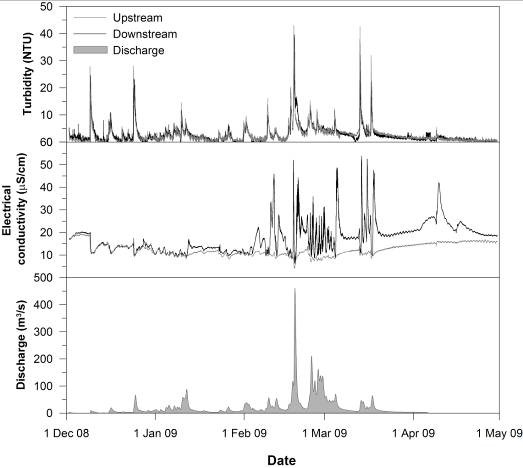 50
Upstream
Downstream
Discharge
40
30
20
10
Turbidity (NTU)
60
50
40
30
20
10
Electrical
conductivity (µS/cm)
500
400
300
200
100
0
Discharge (m³/s)
1 Dec 08 1 Jan 09 1 Feb 09 1 Mar 09 1 Apr 09 1 May 09
Date